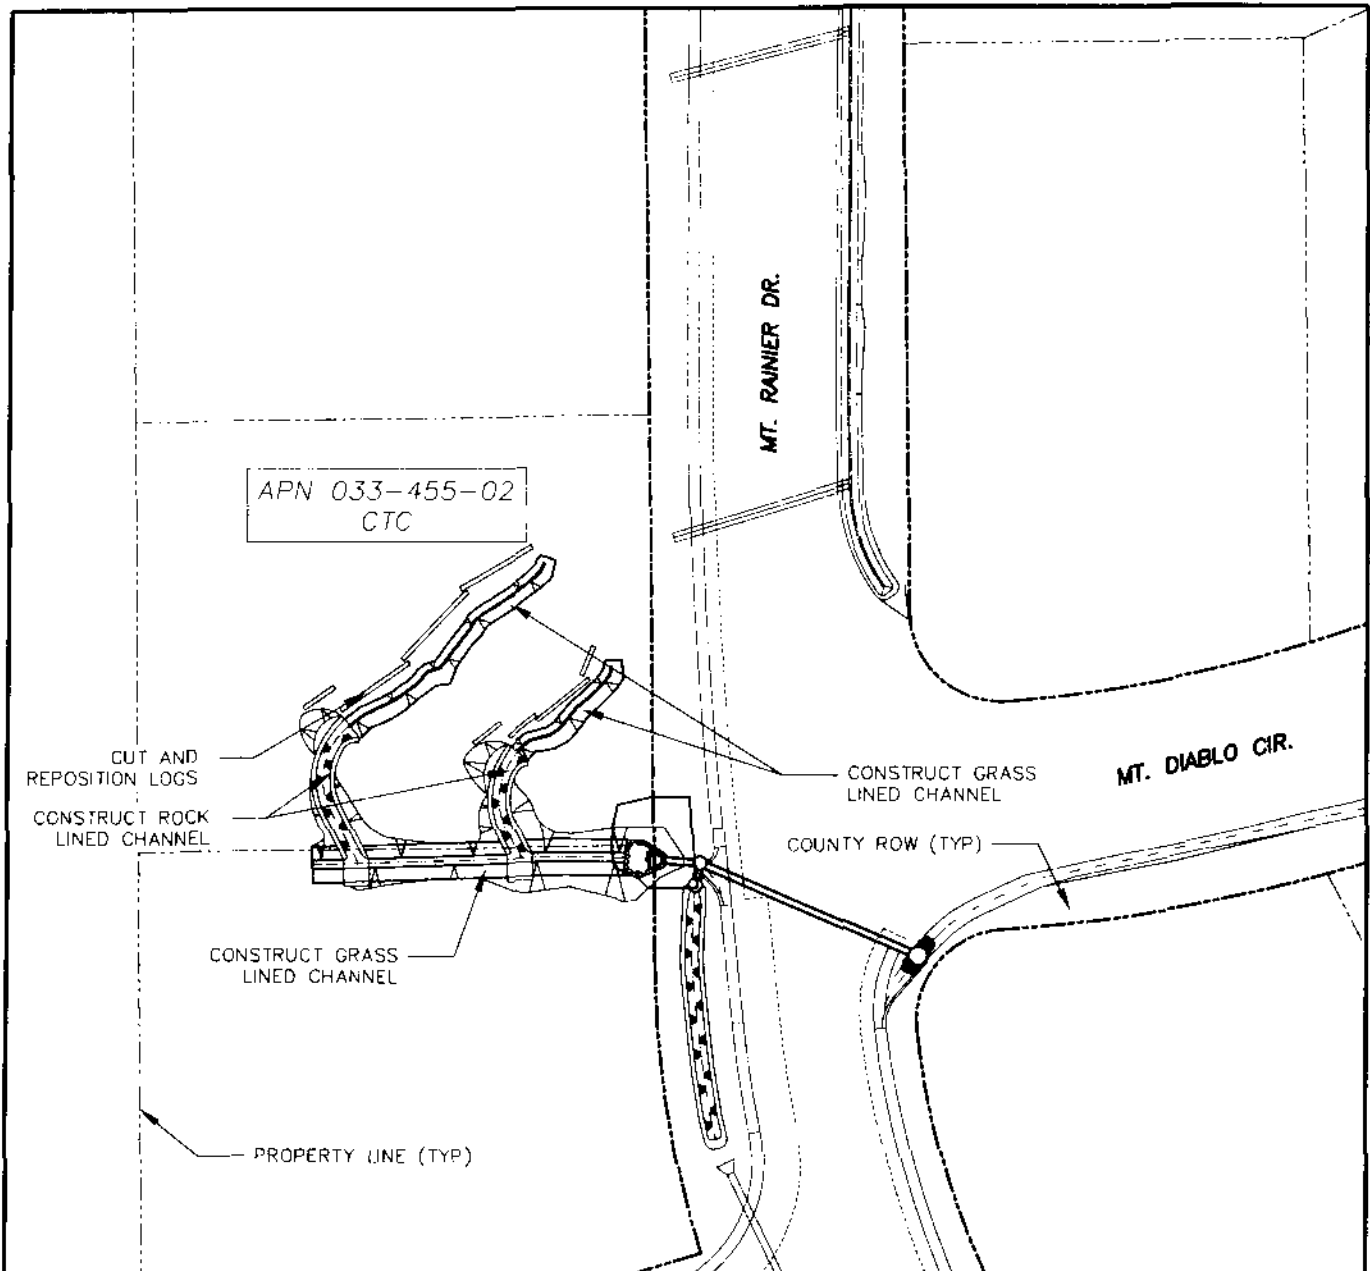 MT. RAINIER DR.
APN 033-455-02
CTC
CUT AND
REPOSITION LOGS
CONSTRUCT ROCK
LINED CHANNEL
CONSTRUCT GRASS
LINED CHANNEL
MT. DIABLO CIR.
COUNTY ROW (TYP)
CONSTRUCT GRASS
LINED CHANNEL
PROPERTY LINE (TYP)